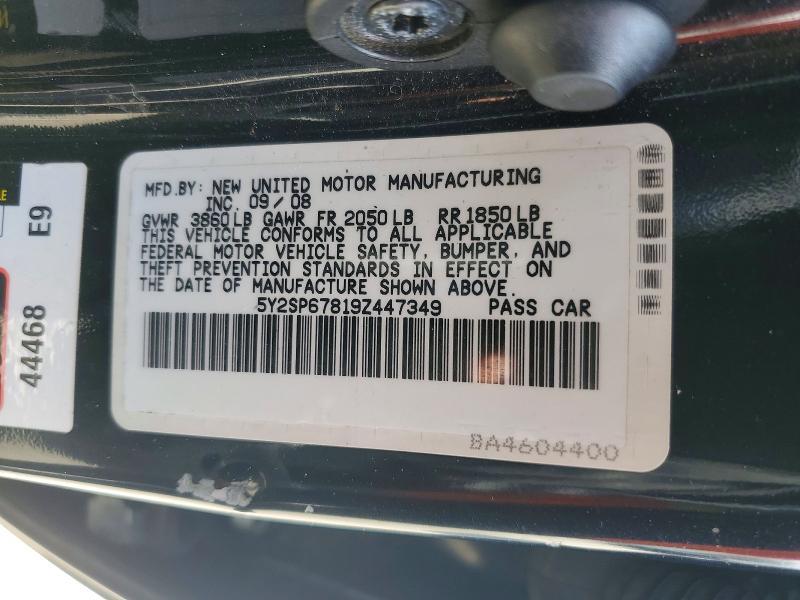 MFD.BY: NEW UNITED MOTOR MANUFACTURING
INC. 09/08
GVWR 3860LB GAWR FR 2050LB RR 1850LB
THIS VEHICLE CONFORMS TO ALL APPLICABLE
FEDERAL MOTOR VEHICLE SAFETY, BUMPER, AND
THEFT PREVENTION STANDARDS IN EFFECT ON
THE DATE OF MANUFACTURE SHOWN ABOVE.
5Y2SP67819Z447349 PASS CAR
BA4604400
44468 E9